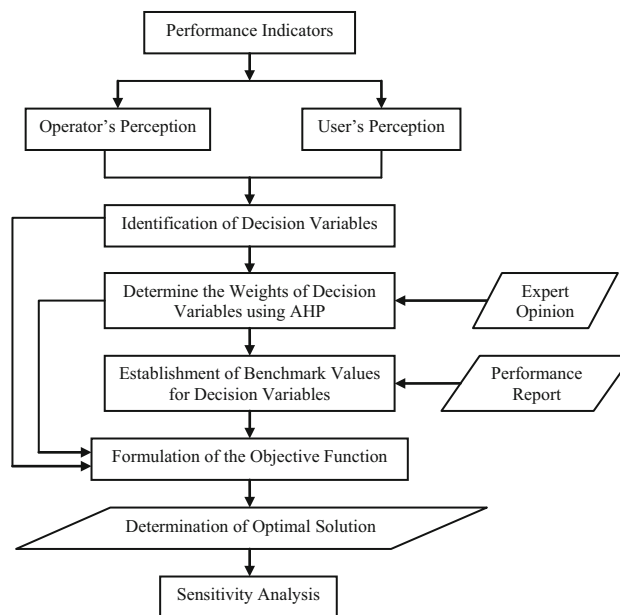 Performance Indicators
Operator's Perception
User's Perception
Identification of Decision Variables
Determine the Weights of Decision
Variables using AHP
Expert
Opinion
Establishment of Benchmark Values
for Decision Variables
Performance
Report
Formulation of the Objective Function
Determination of Optimal Solution
Sensitivity Analysis